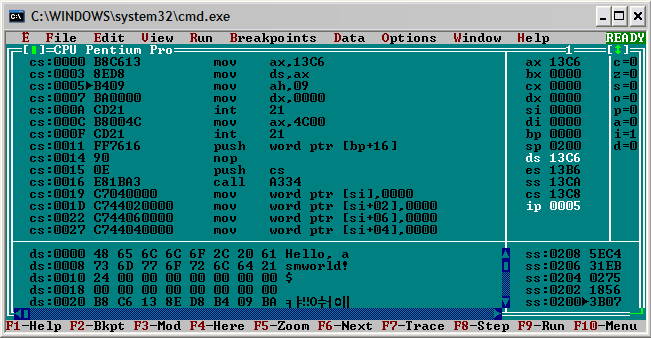 C:\WINDOWS\system32\cmd.exe
E File Edit View Run Breakpoints Data Options Window Help READY
[■]=CPU Pentium Pro 1 [↕]
cs:0000 B8C613 mov ax,13C6 ax 13C6 c=0
cs:0003 8ED8 mov ds,ax bx 0000 z=0
cs:0005►B409 mov ah,09 cx 0000 s=0
cs:0007 BA0000 mov dx,0000 dx 0000 o=0
cs:000A CD21 int 21 si 0000 p=0
cs:000C B8004C mov ax,4C00 di 0000 a=0
cs:000F CD21 int 21 bp 0000 i=1
cs:0011 FF7616 push word ptr [bp+16] sp 0200 d=0
cs:0014 90 nop ds 13C6
cs:0015 0E push cs es 13B6
cs:0016 E81BA3 call A334 ss 13CA
cs:0019 C7040000 mov word ptr [si],0000 cs 13C8
cs:001D C744020000 mov word ptr [si+02],0000 ip 0005
cs:0022 C744060000 mov word ptr [si+06],0000
cs:0027 C744040000 mov word ptr [si+04],0000
ds:0000 48 65 6C 6C 6F 2C 20 61 Hello, a ss:0208 5EC4
ds:0008 73 6D 77 6F 72 6C 64 21 smworld! ss:0206 31EB
ds:0010 24 00 00 00 00 00 00 00 $ ss:0204 0275
ds:0018 00 00 00 00 00 00 00 00 ss:0202 1856
ds:0020 B8 C6 13 8E D8 B4 09 BA ╕╞‼Ä╪┤○║ ss:0200►3B07
F1-Help F2-Bkpt F3-Mod F4-Here F5-Zoom F6-Next F7-Trace F8-Step F9-Run F10-Menu